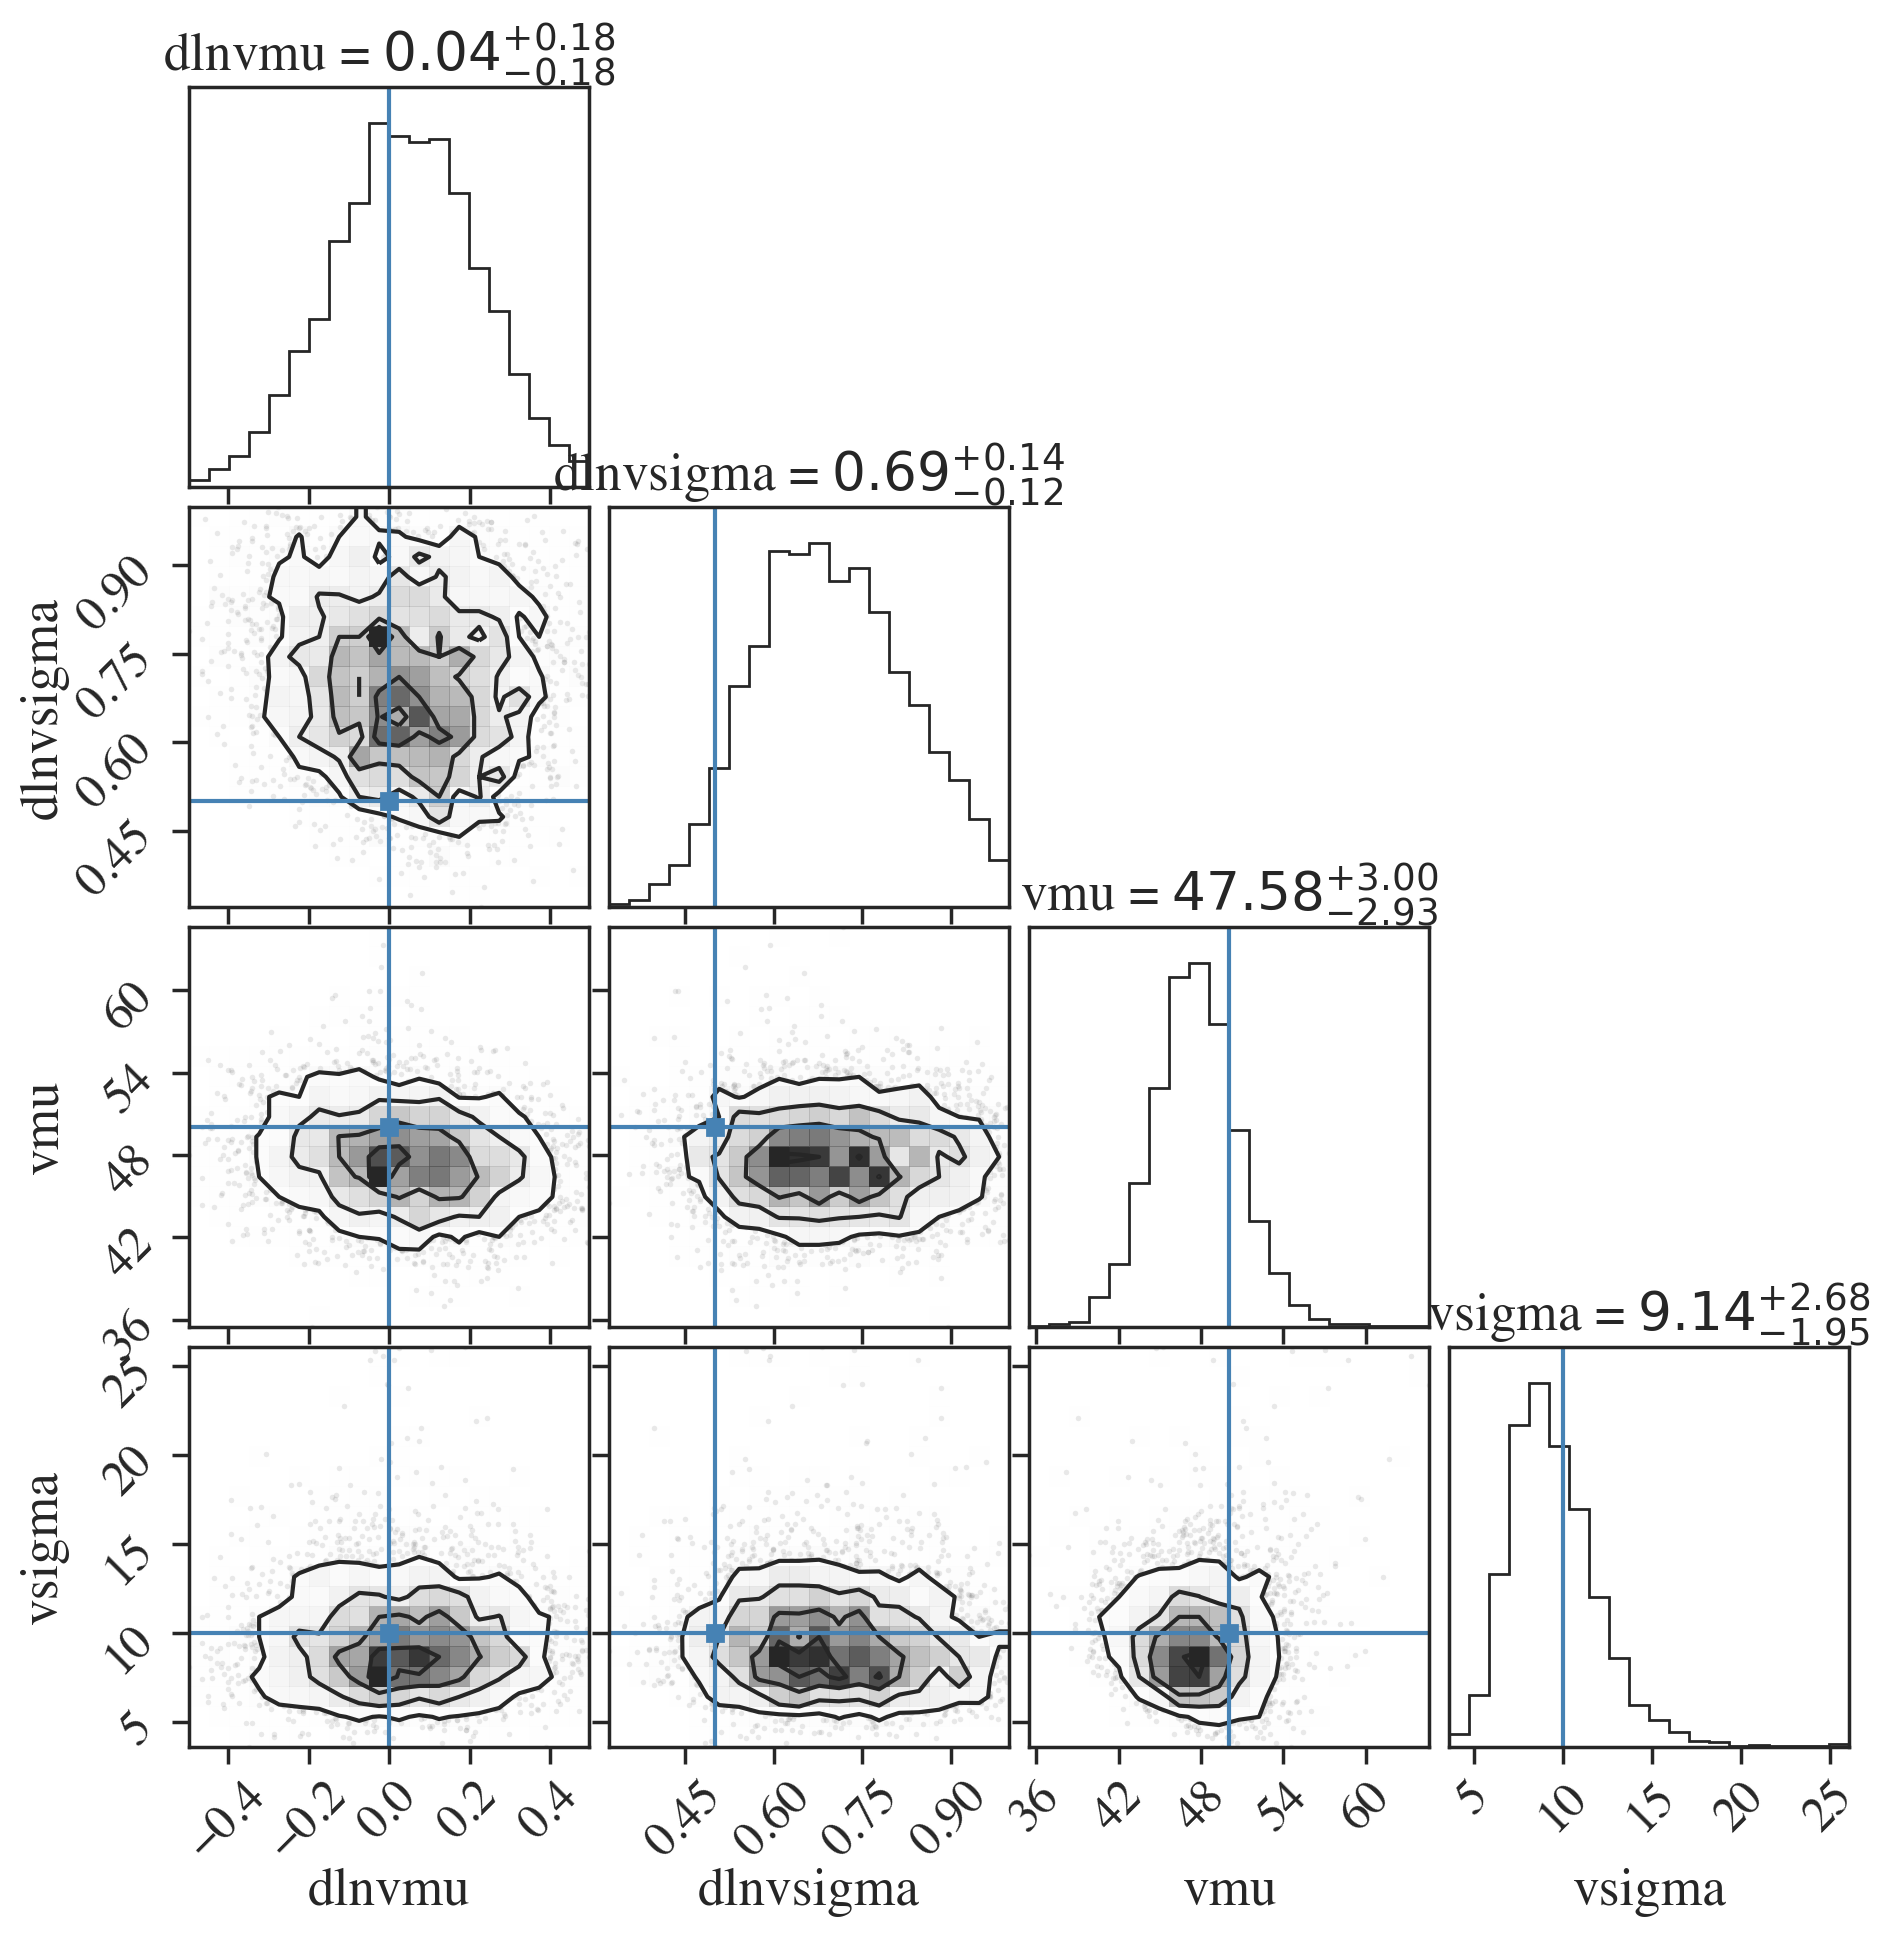 dlnvmu = 0.04 +0.18 −0.18
dlnvsigma = 0.69 +0.14 −0.12
dlnvsigma
0.90
0.75
0.60
0.45
vmu = 47.58 +3.00 −2.93
vmu
60
54
48
42
36
vsigma = 9.14 +2.68 −1.95
vsigma
25
20
15
10
5
−0.4 −0.2 0.0 0.2 0.4
0.45 0.60 0.75 0.90
36 42 48 54 60
5 10 15 20 25
dlnvmu
dlnvsigma
vmu
vsigma